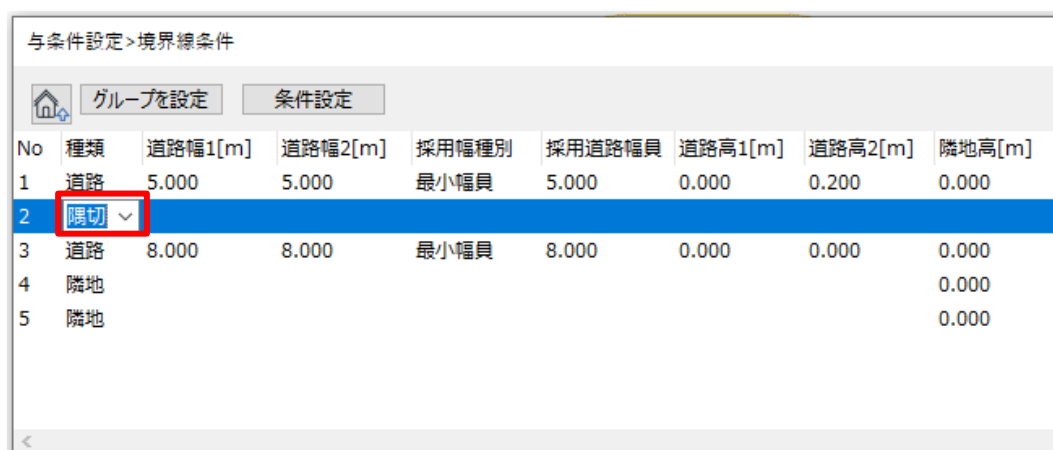 与条件設定>境界線条件
グループを設定 条件設定
No 種類 道路幅1[m] 道路幅2[m] 採用幅種別 採用道路幅員 道路高1[m] 道路高2[m] 隣地高[m]
1 道路 5.000 5.000 最小幅員 5.000 0.000 0.200 0.000
2 隅切
3 道路 8.000 8.000 最小幅員 8.000 0.000 0.000 0.000
4 隣地 0.000
5 隣地 0.000